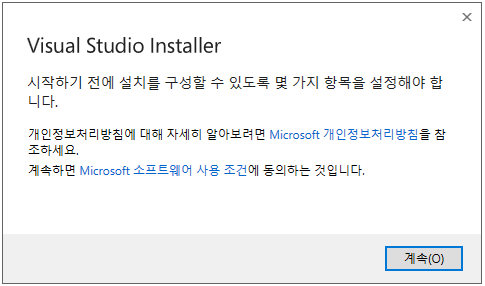 Visual Studio Installer
시작하기 전에 설치를 구성할 수 있도록 몇 가지 항목을 설정해야 합
니다.
개인정보처리방침에 대해 자세히 알아보려면 Microsoft 개인정보처리방침을 참
조하세요.
계속하면 Microsoft 소프트웨어 사용 조건에 동의하는 것입니다.
계속(O)